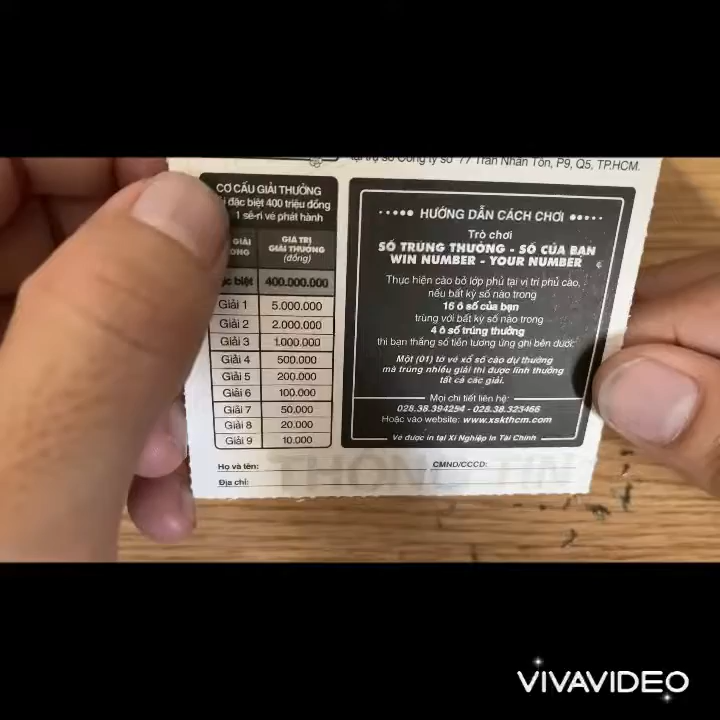 tại trụ sở Công ty số 77 Trần Nhân Tôn, P9, Q5, TP.HCM.
CƠ CẤU GIẢI THƯỞNG
đặc biệt 400 triệu đồng
1 sê-ri vé phát hành
GIẢI
GIÁ TRỊ
GIẢI THƯỞNG
(đồng)
biệt 400.000.000
Giải 1 5.000.000
Giải 2 2.000.000
Giải 3 1.000.000
Giải 4 500.000
Giải 5 200.000
Giải 6 100.000
Giải 7 50.000
Giải 8 20.000
Giải 9 10.000
HƯỚNG DẪN CÁCH CHƠI
Trò chơi
SỐ TRÚNG THƯỞNG - SỐ CỦA BẠN
WIN NUMBER - YOUR NUMBER
Thực hiện cào bỏ lớp phủ tại vị trí phủ cào,
nếu bất kỳ số nào trong
16 ô số của bạn
trùng với bất kỳ số nào trong
4 ô số trúng thưởng
thì bạn thắng số tiền tương ứng ghi bên dưới.
Một (01) tờ vé xổ số cào dự thưởng
mà trúng nhiều giải thì được lĩnh thưởng
tất cả các giải.
Mọi chi tiết liên hệ:
028.38.394254 - 028.38.323466
Hoặc vào website: www.xskthcm.com
Vé được in tại Xí Nghiệp In Tài Chính
Họ và tên: CMND/CCCD:
Địa chỉ:
THÔNG TIN
VIVAVIDEO